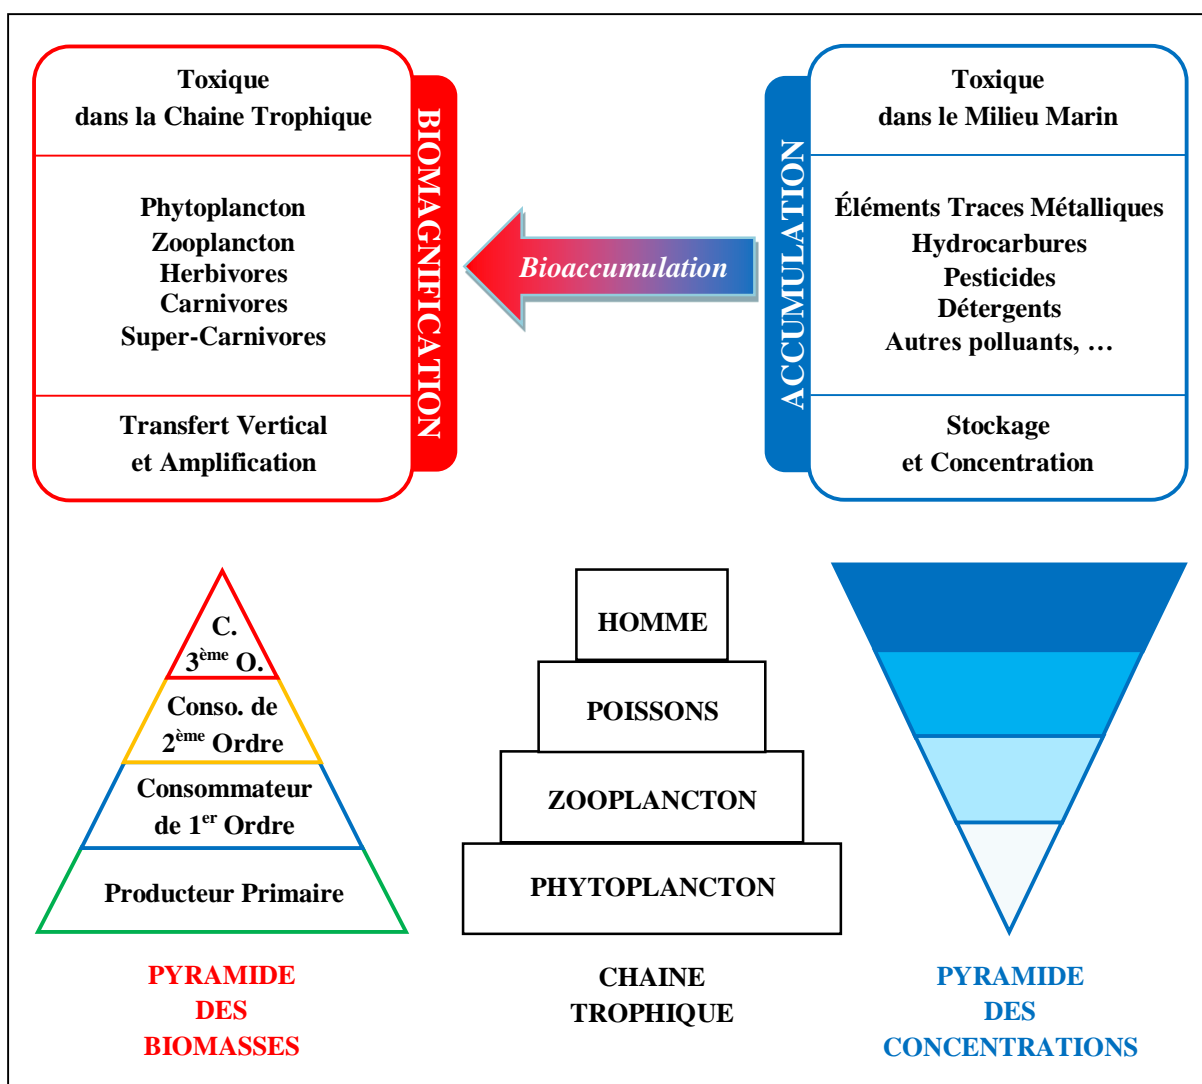 Toxique
dans la Chaine Trophique
Phytoplancton
Zooplancton
Herbivores
Carnivores
Super-Carnivores
Transfert Vertical
et Amplification
BIOMAGNIFICATION
Bioaccumulation
ACCUMULATION
Toxique
dans le Milieu Marin
Éléments Traces Métalliques
Hydrocarbures
Pesticides
Détergents
Autres polluants, …
Stockage
et Concentration
C.
3ème O.
Conso. de
2ème Ordre
Consommateur
de 1er Ordre
Producteur Primaire
PYRAMIDE
DES
BIOMASSES
HOMME
POISSONS
ZOOPLANCTON
PHYTOPLANCTON
CHAINE
TROPHIQUE
PYRAMIDE
DES
CONCENTRATIONS